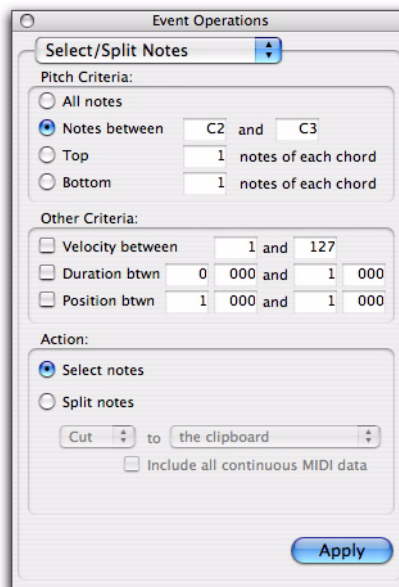 Event Operations
Select/Split Notes
Pitch Criteria:
All notes
Notes between C2 and C3
Top 1 notes of each chord
Bottom 1 notes of each chord
Other Criteria:
Velocity between 1 and 127
Duration btwn 0 000 and 1 000
Position btwn 1 000 and 1 000
Action:
Select notes
Split notes
Cut to the clipboard
Include all continuous MIDI data
Apply